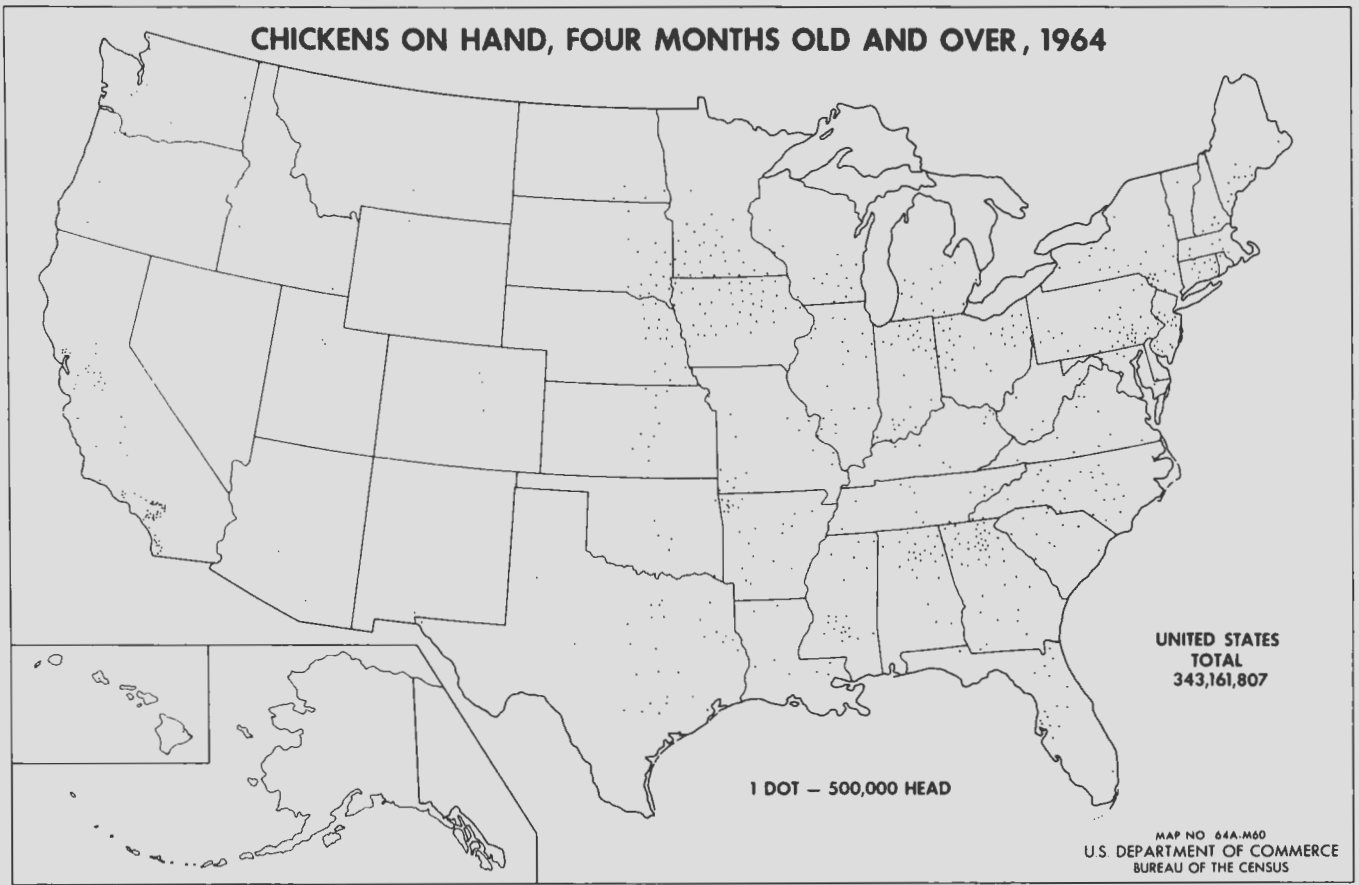 CHICKENS ON HAND, FOUR MONTHS OLD AND OVER, 1964
UNITED STATES
TOTAL
343,161,807
1 DOT – 500,000 HEAD
MAP NO 64A-M60
U.S. DEPARTMENT OF COMMERCE
BUREAU OF THE CENSUS